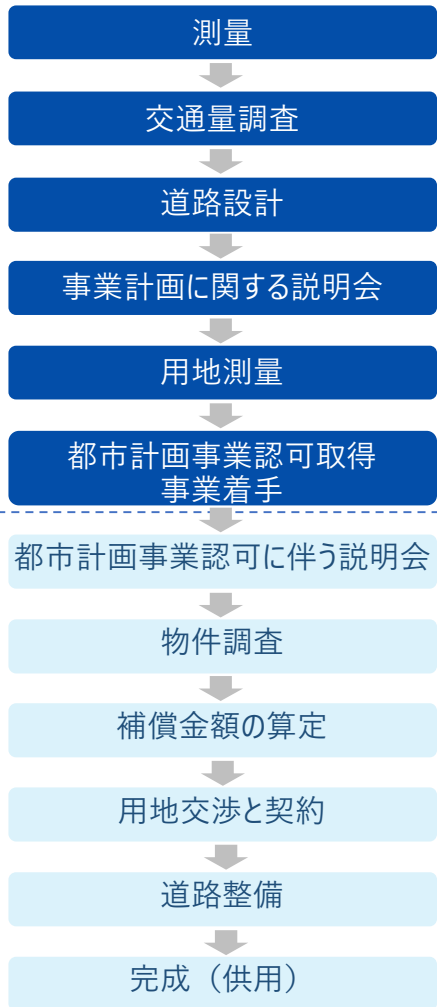 測量
交通量調査
道路設計
事業計画に関する説明会
用地測量
都市計画事業認可取得
事業着手
都市計画事業認可に伴う説明会
物件調査
補償金額の算定
用地交渉と契約
道路整備
完成（供用）